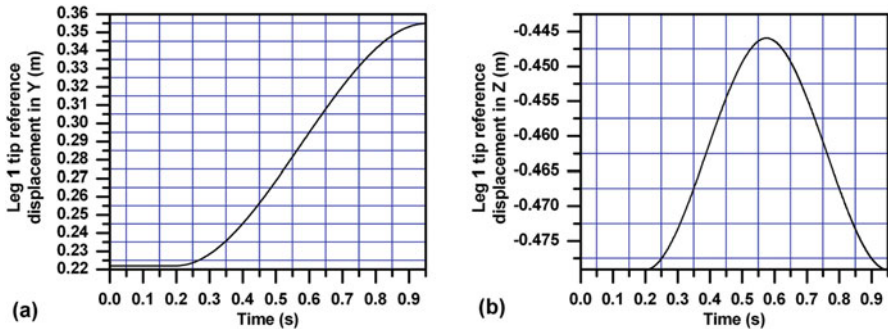 Leg 1 tip reference
displacement in Y (m)
0.36
0.35
0.34
0.33
0.32
0.31
0.30
0.29
0.28
0.27
0.26
0.25
0.24
0.23
0.22
0.0 0.1 0.2 0.3 0.4 0.5 0.6 0.7 0.8 0.9
Time (s)
(a)
Leg 1 tip reference
displacement in Z (m)
-0.445
-0.450
-0.455
-0.460
-0.465
-0.470
-0.475
0.0 0.1 0.2 0.3 0.4 0.5 0.6 0.7 0.8 0.9
Time (s)
(b)